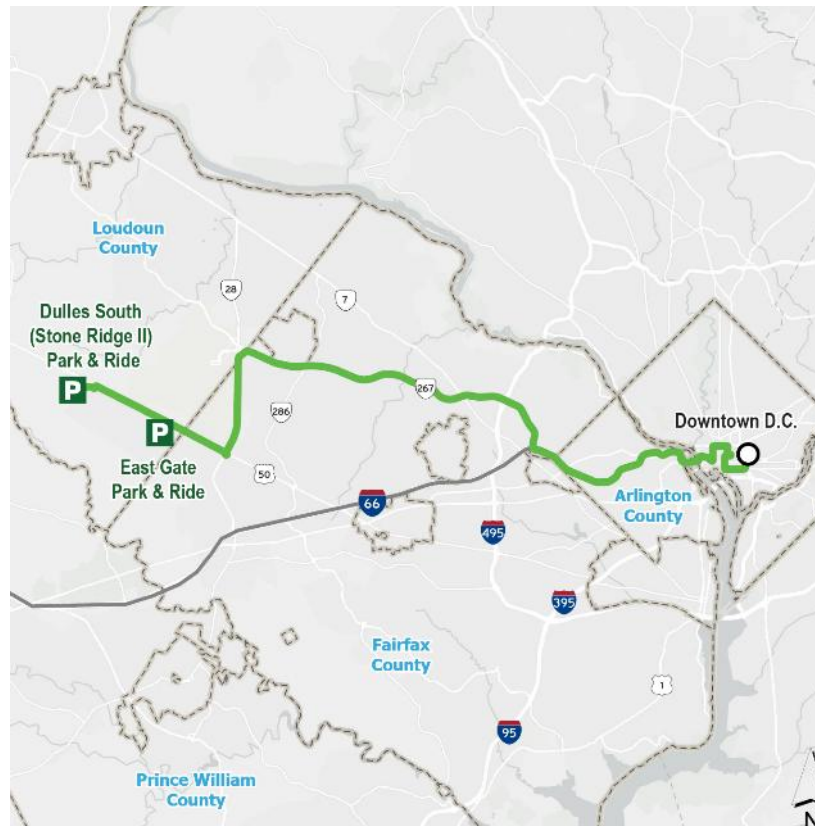 Loudoun
County
28
7
Dulles South
(Stone Ridge II)
Park & Ride
P
267
286
P
Downtown D.C.
East Gate
Park & Ride
50
66
Arlington
County
495
395
Fairfax
County
1
95
Prince William
County
N